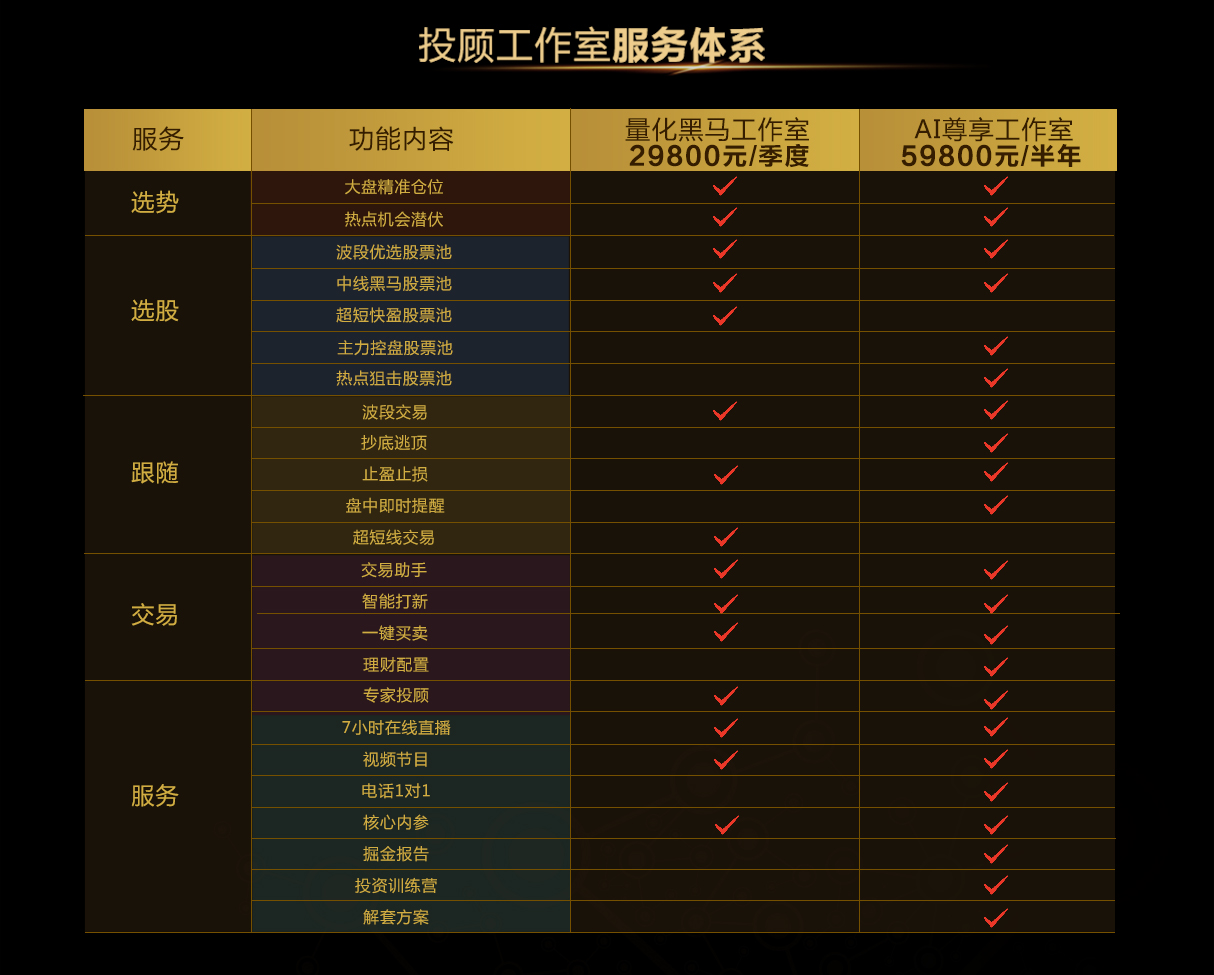 投顾工作室服务体系
服务 功能内容 量化黑马工作室 29800元/季度 AI尊享工作室 59800元/半年
选势
大盘精准仓位 ✓ ✓
热点机会潜伏 ✓ ✓
选股
波段优选股票池 ✓ ✓
中线黑马股票池 ✓ ✓
超短快盈股票池 ✓
主力控盘股票池 ✓
热点狙击股票池 ✓
跟随
波段交易 ✓ ✓
抄底逃顶 ✓
止盈止损 ✓ ✓
盘中即时提醒 ✓
超短线交易 ✓
交易
交易助手 ✓ ✓
智能打新 ✓ ✓
一键买卖 ✓ ✓
理财配置 ✓
服务
专家投顾 ✓ ✓
7小时在线直播 ✓ ✓
视频节目 ✓ ✓
电话1对1 ✓
核心内参 ✓ ✓
掘金报告 ✓
投资训练营 ✓
解套方案 ✓